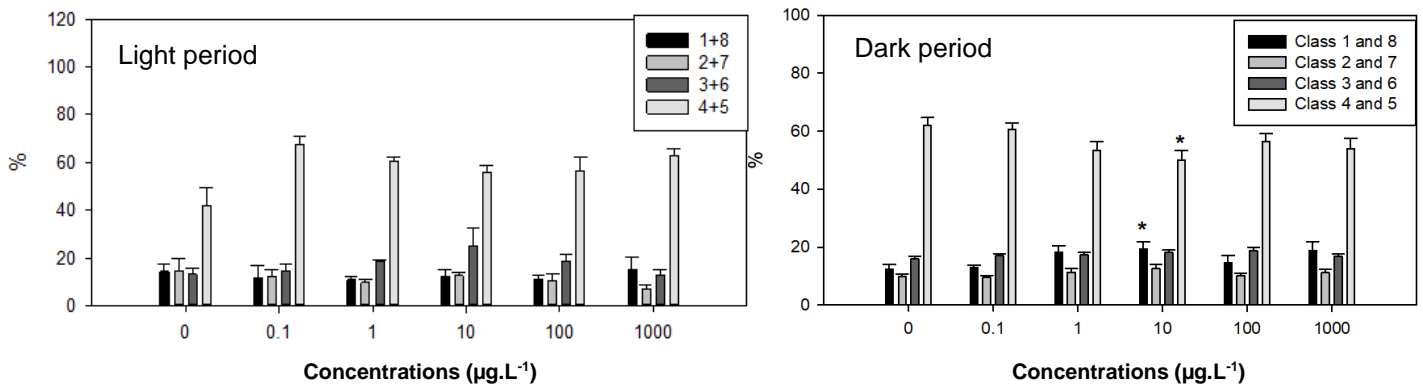 120
100
80
60
40
20
0
%
Light period
1+8
2+7
3+6
4+5
0 0.1 1 10 100 1000
Concentrations (µg.L-1)
100
80
60
40
20
0
%
Dark period
Class 1 and 8
Class 2 and 7
Class 3 and 6
Class 4 and 5
*
*
0 0.1 1 10 100 1000
Concentrations (µg.L-1)